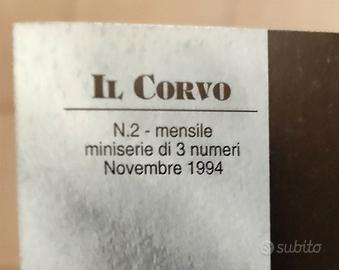 IL CORVO
N.2 - mensile
miniserie di 3 numeri
Novembre 1994
subito